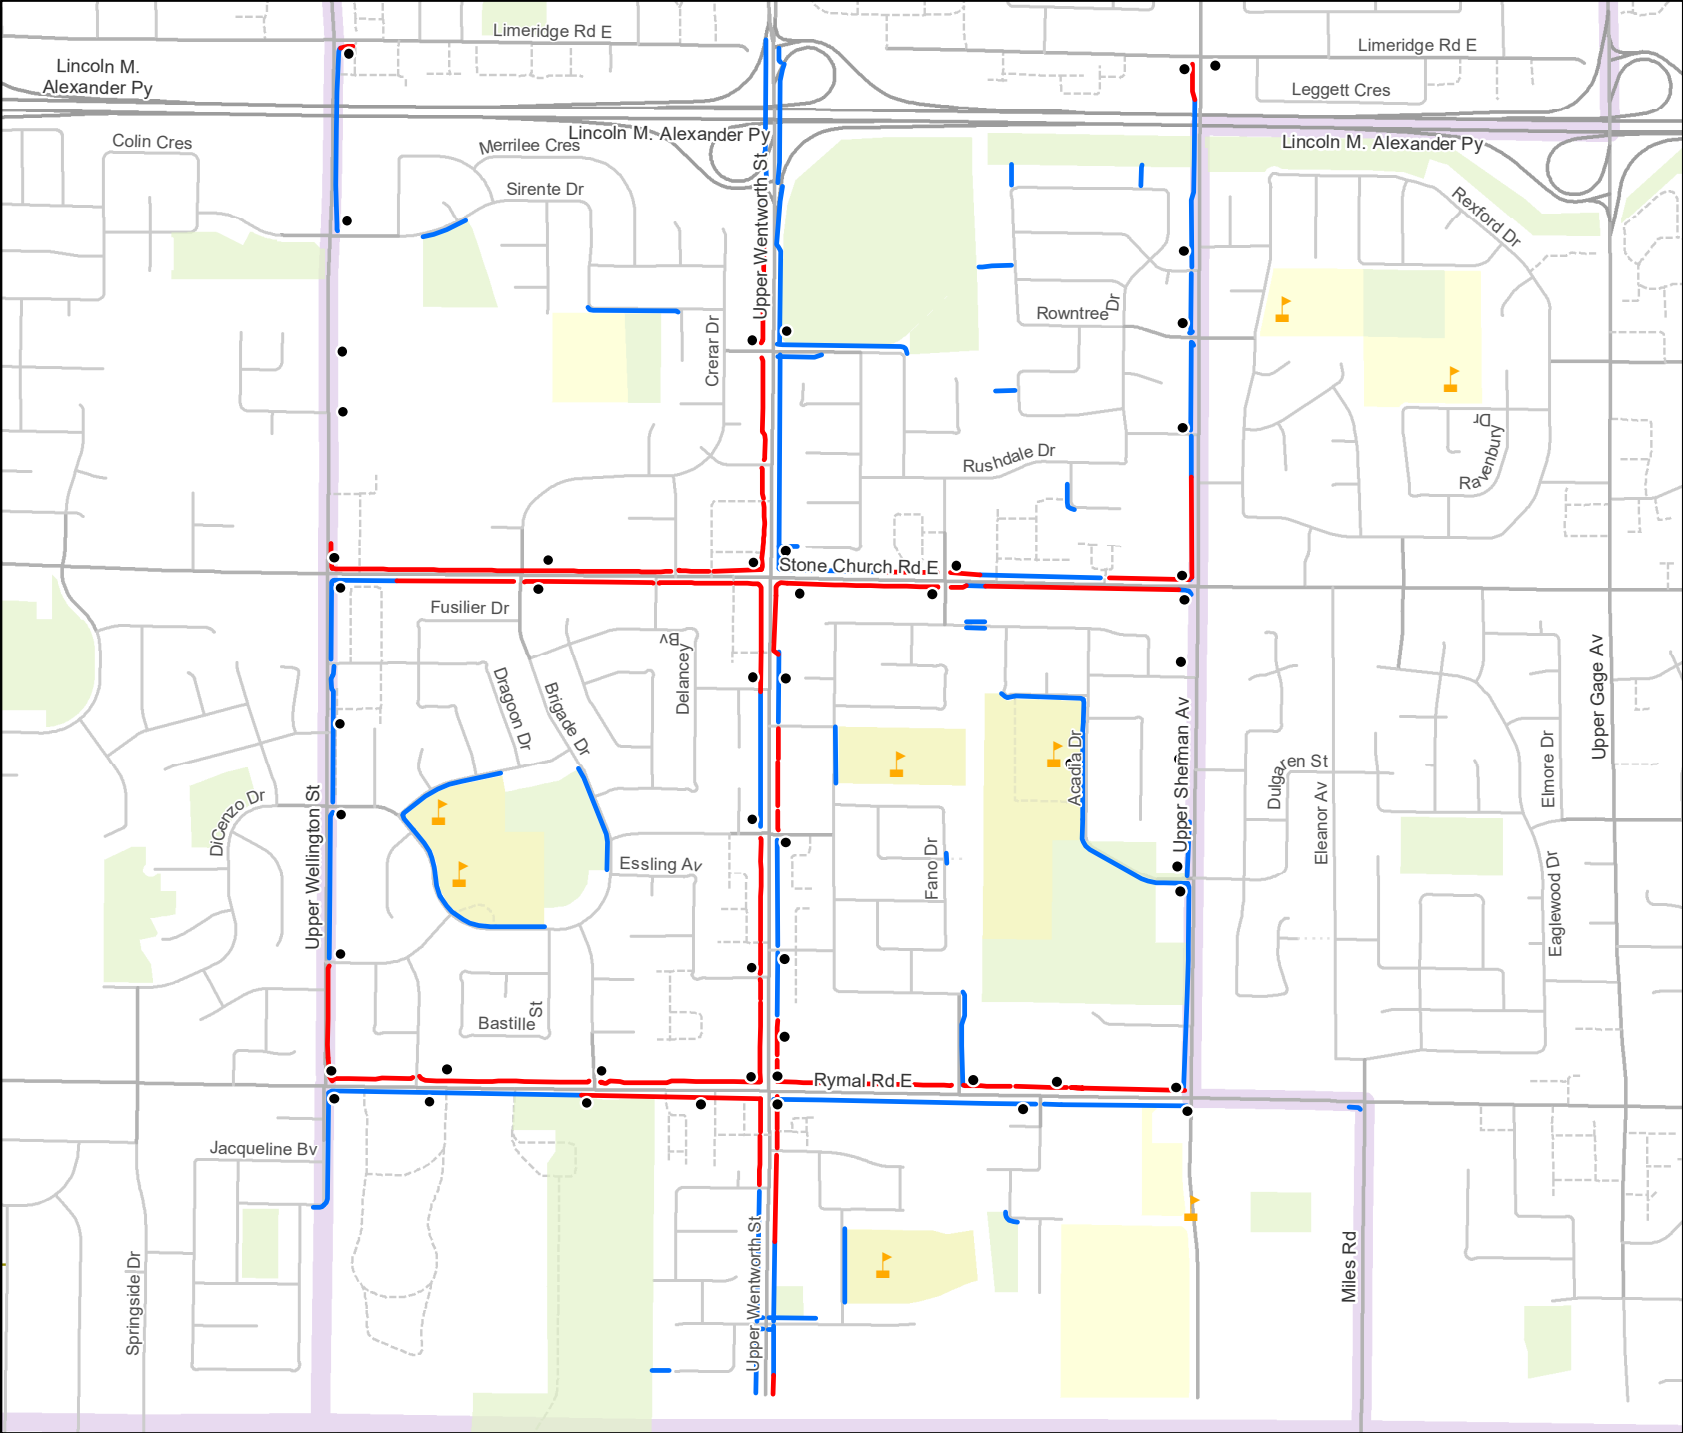 Limeridge Rd E
Limeridge Rd E
Lincoln M.
Alexander Py
Leggett Cres
Colin Cres
Merrilee Cres
Lincoln M. Alexander Py
Lincoln M. Alexander Py
Sirente Dr
Rexford Dr
Upper Wentworth St
Rowntree Dr
Crerar Dr
Ravenbury Dr
Rushdale Dr
Stone Church Rd E
Fusilier Dr
Delancey Bv
Dragoon Dr
Brigade Dr
Upper Gage Av
Upper Sherman Av
Acadia Dr
Dulgaren St
Elmore Dr
Eleanor Av
DiCenzo Dr
Upper Wellington St
Essling Av
Fano Dr
Eaglewood Dr
Bastille St
Rymal Rd E
Jacqueline Bv
Springside Dr
Upper Wentworth St
Miles Rd